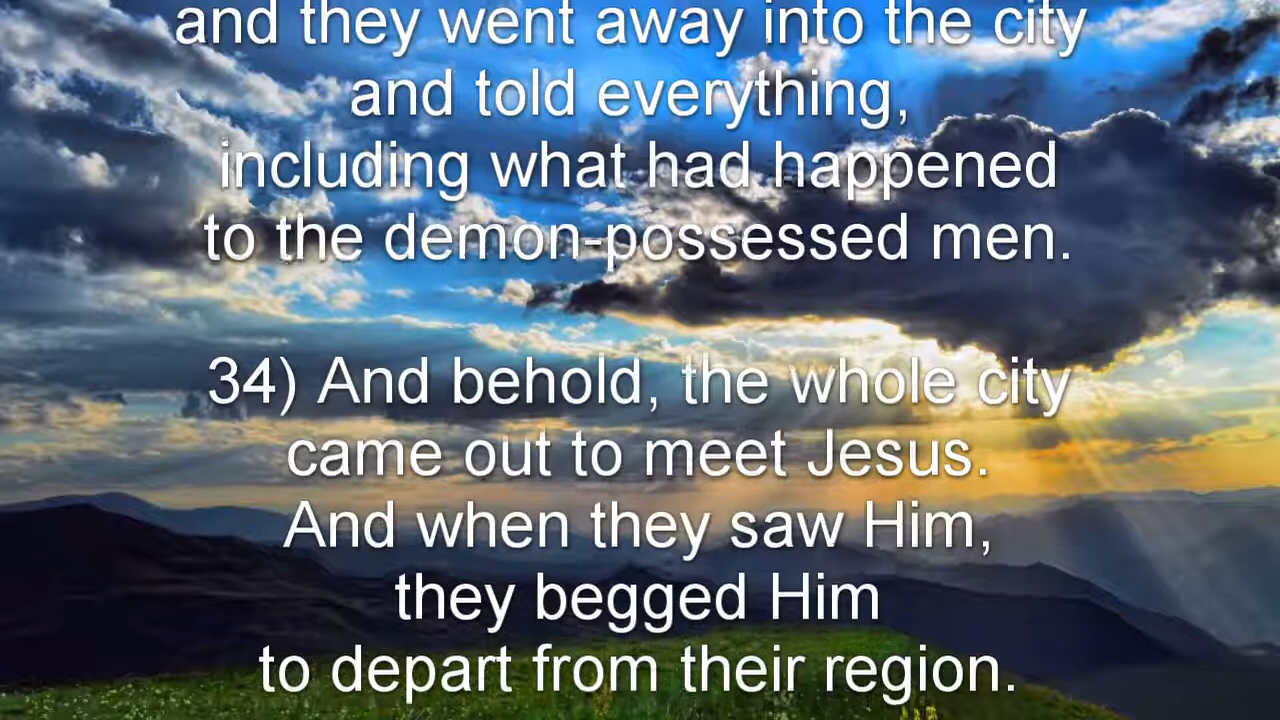 and they went away into the city
and told everything,
including what had happened
to the demon-possessed men.
34) And behold, the whole city
came out to meet Jesus.
And when they saw Him,
they begged Him
to depart from their region.